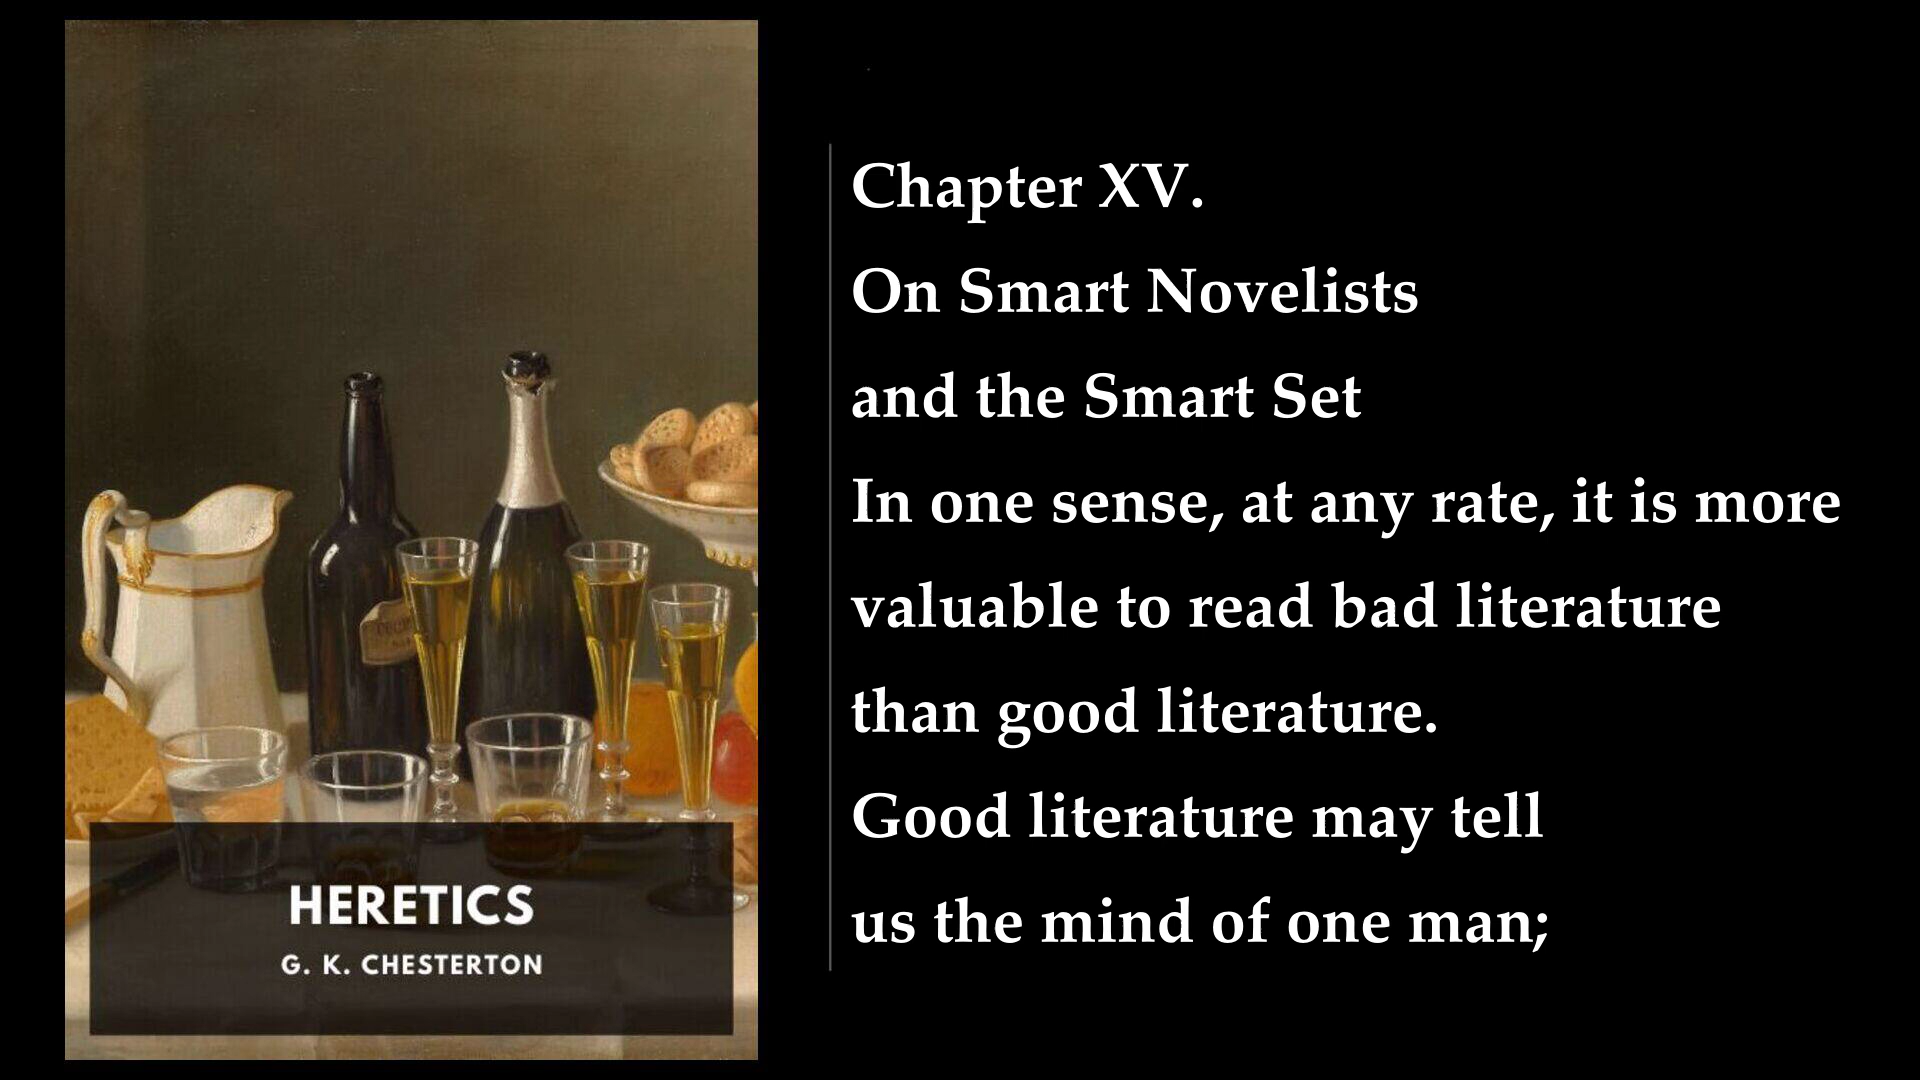 Chapter XV.
On Smart Novelists
and the Smart Set
In one sense, at any rate, it is more
valuable to read bad literature
than good literature.
Good literature may tell
us the mind of one man;
HERETICS
G. K. CHESTERTON